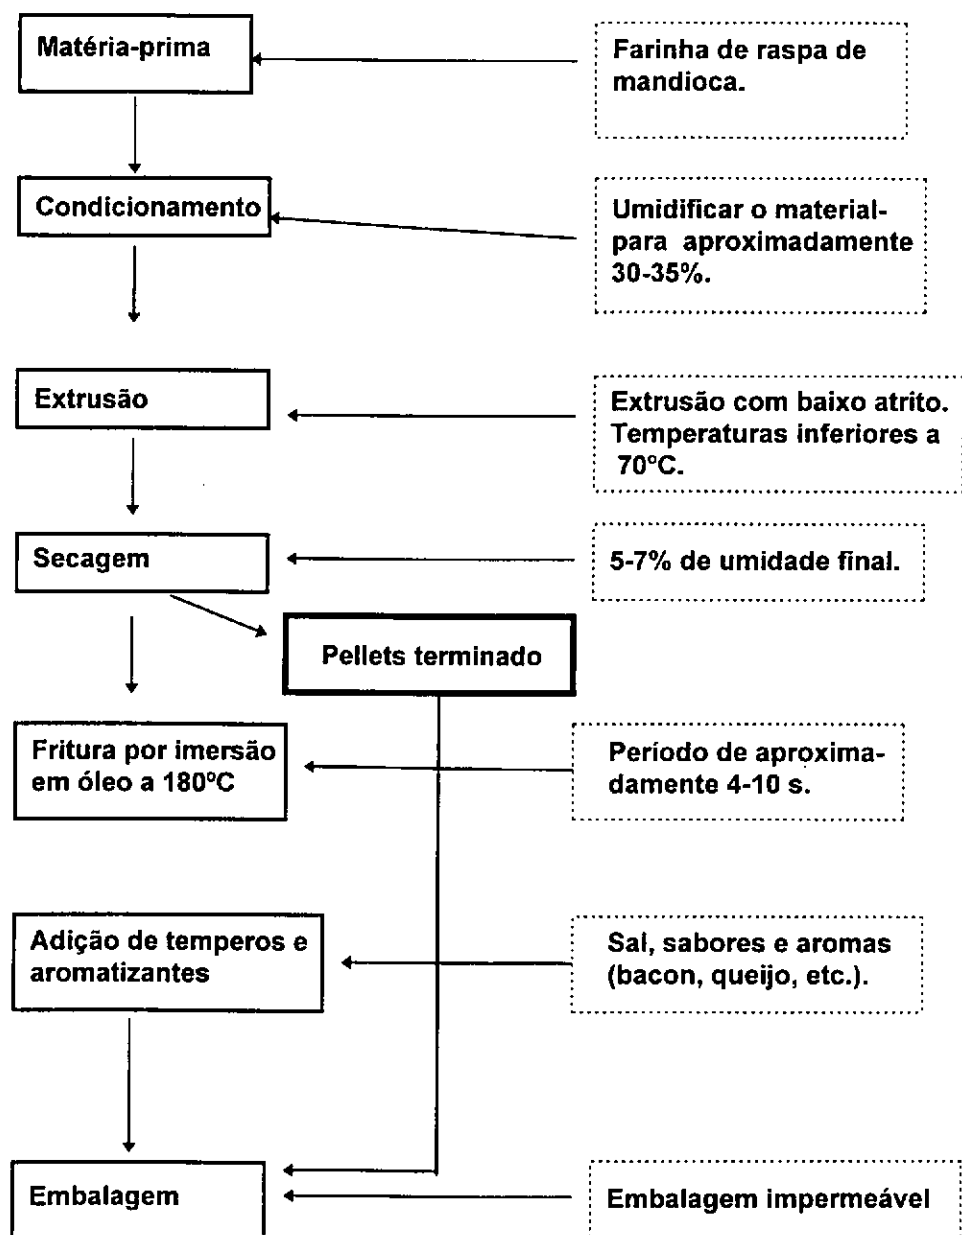 Matéria-prima
Farinha de raspa de
mandioca.
Condicionamento
Umidificar o material-
para aproximadamente
30-35%.
Extrusão
Extrusão com baixo atrito.
Temperaturas inferiores a
70ºC.
Secagem
5-7% de umidade final.
Pellets terminado
Fritura por imersão
em óleo a 180ºC
Período de aproxima-
damente 4-10 s.
Adição de temperos e
aromatizantes
Sal, sabores e aromas
(bacon, queijo, etc.).
Embalagem
Embalagem impermeável